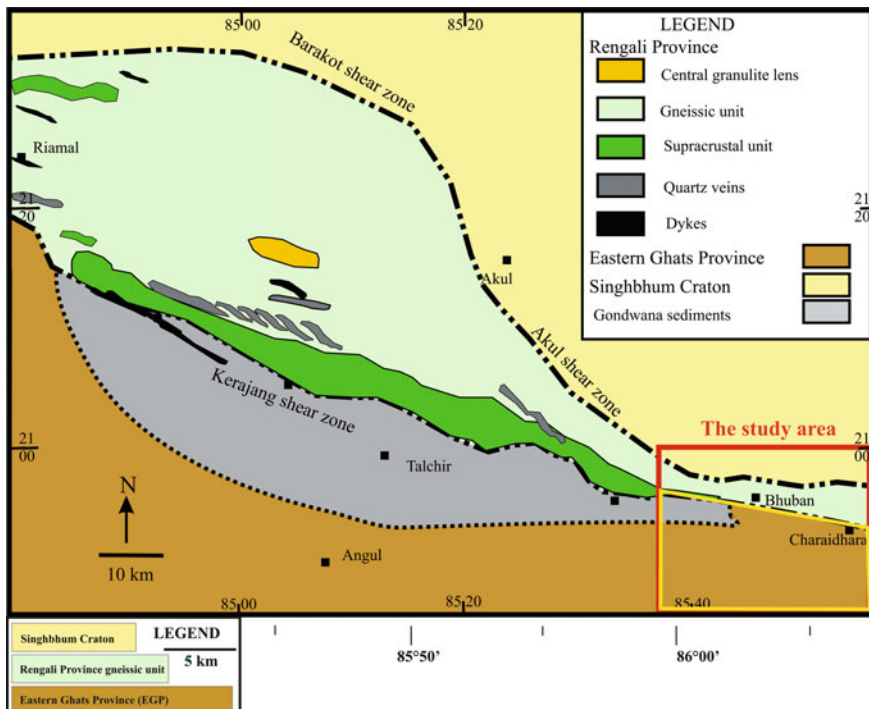 85'00
85'20
LEGEND
Rengali Province
Central granulite lens
Gneissic unit
Supracrustal unit
Quartz veins
Dykes
Eastern Ghats Province
Singhbhum Craton
Gondwana sediments
Barakot shear zone
Riamal
21
20
21
20
Akul
Akul shear zone
Kerajang shear zone
21
00
21
00
The study area
Talchir
Bhuban
Charaidhara
N
10 km
Angul
85'00
85'20
85'40
Singhbhum Craton
LEGEND
5 km
Rengali Province gneissic unit
Eastern Ghats Province (EGP)
85°50'
86°00'